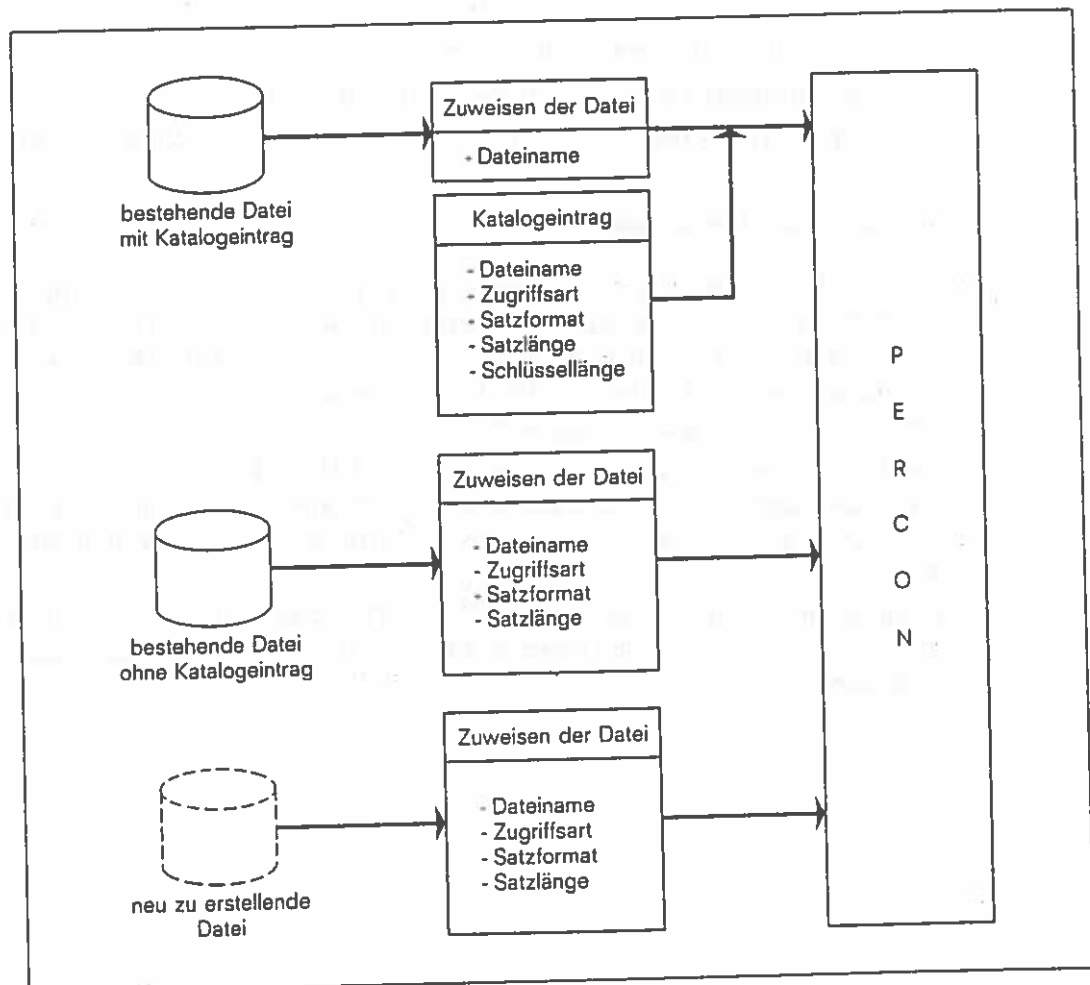 Zuweisen der Datei
- Dateiname
bestehende Datei
mit Katalogeintrag
Katalogeintrag
- Dateiname
- Zugriffsart
- Satzformat
- Satzlänge
- Schlüssellänge
Zuweisen der Datei
- Dateiname
- Zugriffsart
- Satzformat
- Satzlänge
bestehende Datei
ohne Katalogeintrag
Zuweisen der Datei
- Dateiname
- Zugriffsart
- Satzformat
- Satzlänge
neu zu erstellende
Datei
P
E
R
C
O
N